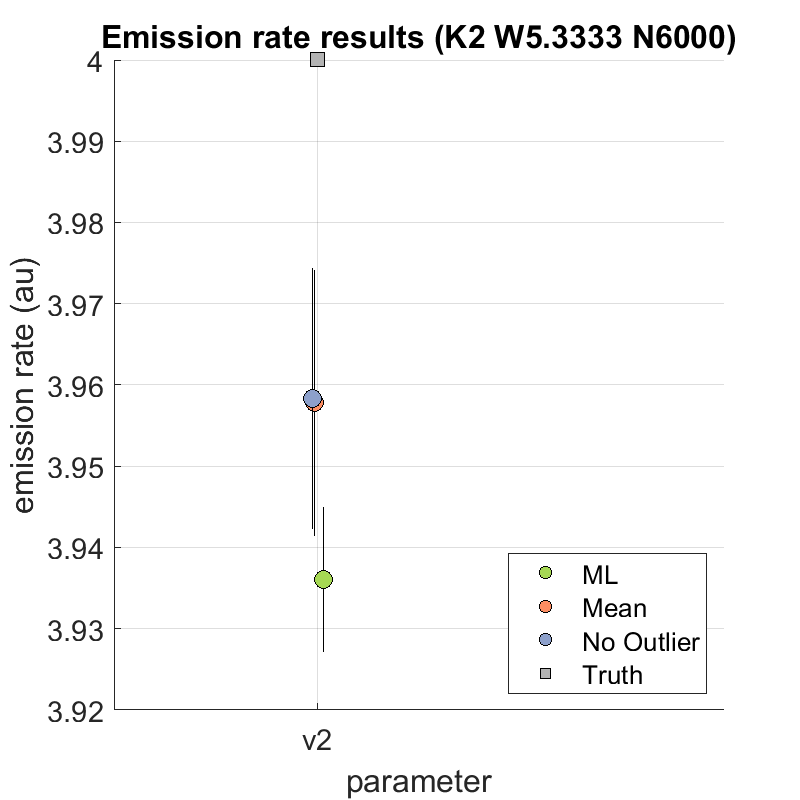 Emission rate results (K2 W5.3333 N6000)
4
3.99
3.98
3.97
3.96
3.95
3.94
3.93
3.92
emission rate (au)
v2
parameter
ML
Mean
No Outlier
Truth